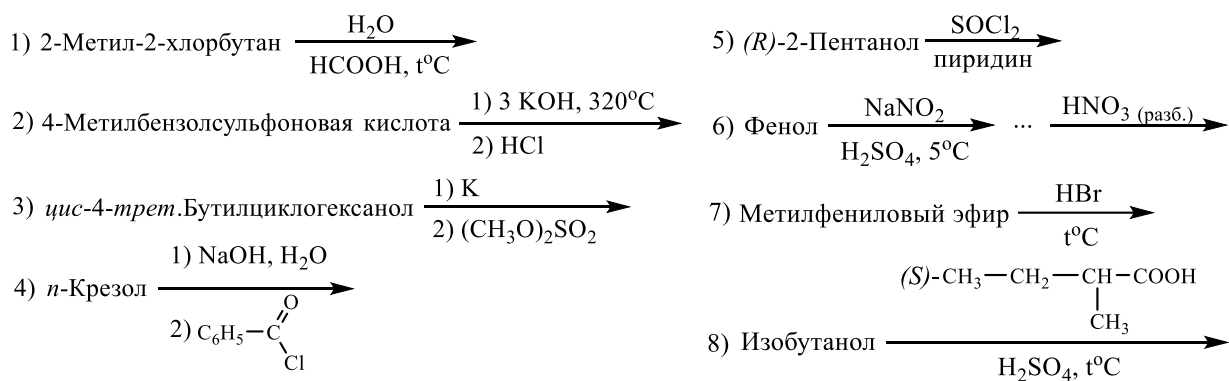 1) 2-Метил-2-хлорбутан
H₂O
HCOOH, t°C
2) 4-Метилбензолсульфоновая кислота
1) 3 KOH, 320°C
2) HCl
3) цис-4-трет.Бутилциклогексанол
1) K
2) (CH₃O)₂SO₂
4) п-Крезол
1) NaOH, H₂O
2) C₆H₅—C
O
Cl
5) (R)-2-Пентанол
SOCl₂
пиридин
6) Фенол
NaNO₂
H₂SO₄, 5°C
...
HNO₃ (разб.)
7) Метилфениловый эфир
HBr
t°C
8) Изобутанол
(S)-CH₃—CH₂—CH—COOH
CH₃
H₂SO₄, t°C